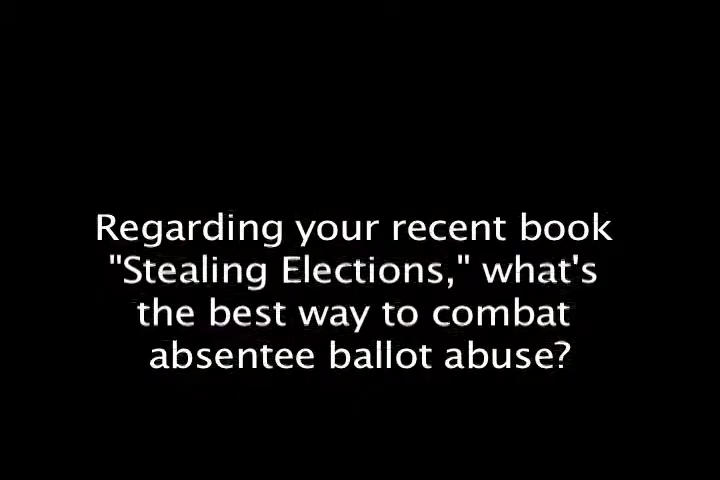 Regarding your recent book
"Stealing Elections," what's
the best way to combat
absentee ballot abuse?